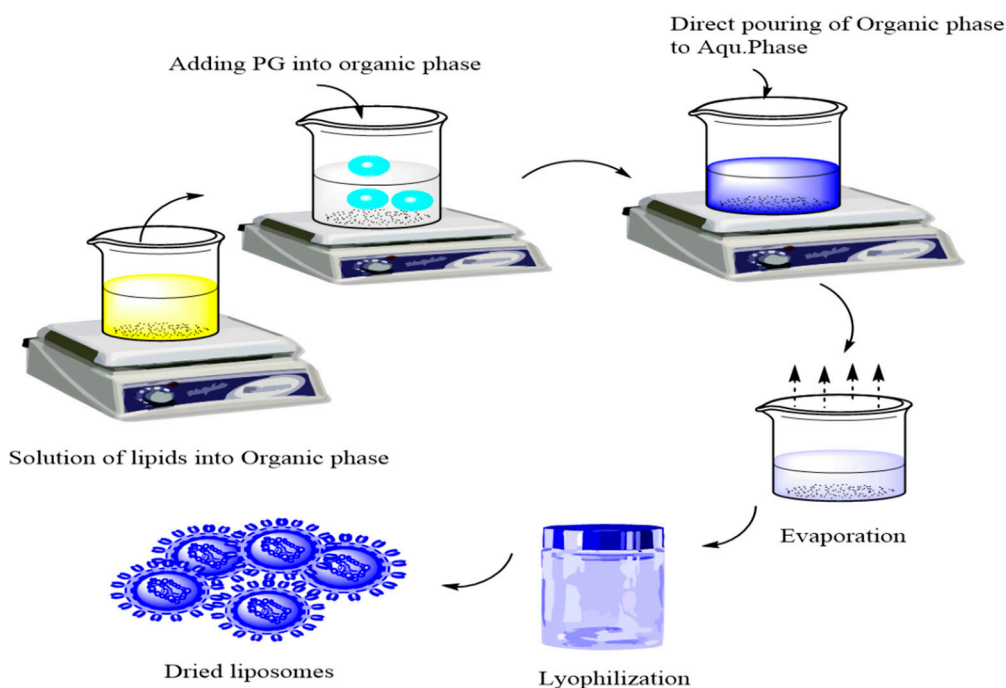 Adding PG into organic phase
Direct pouring of Organic phase
to Aqu.Phase
Solution of lipids into Organic phase
Evaporation
Lyophilization
Dried liposomes